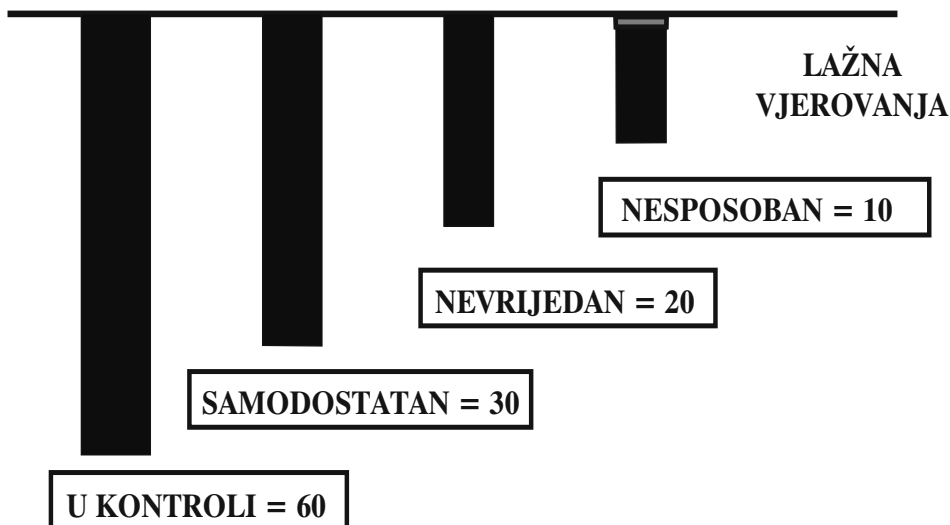 LAŽNA
VJEROVANJA
NESPOSOBAN = 10
NEVRIJEDAN = 20
SAMODOSTATAN = 30
U KONTROLI = 60